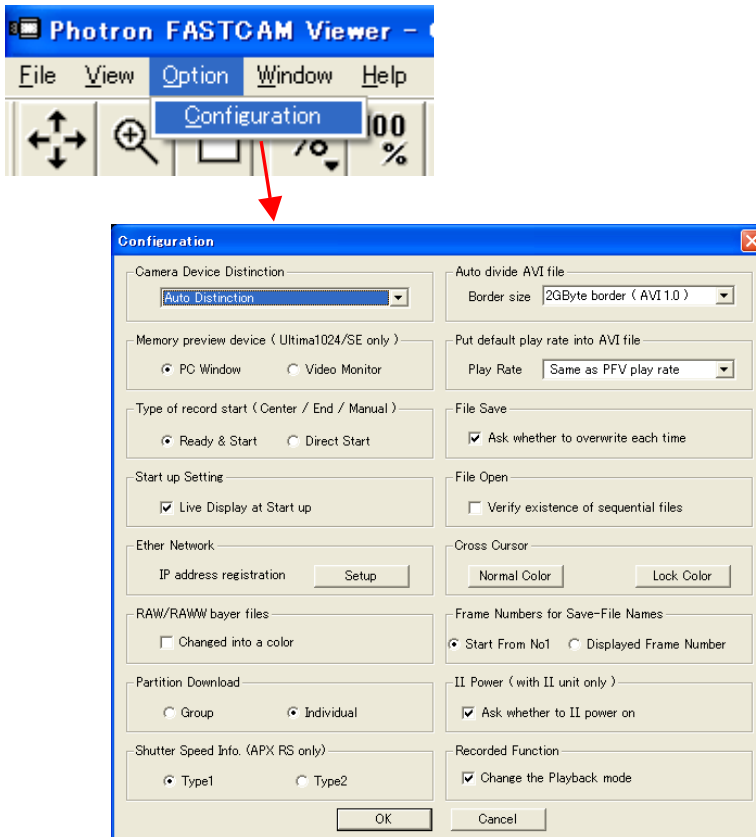 Photron FASTCAM Viewer -
File View Option Window Help
Configuration
%
100
%
Configuration
Camera Device Distinction
Auto Distinction
Memory preview device ( Ultima1024/SE only )
PC Window Video Monitor
Type of record start ( Center / End / Manual )
Ready & Start Direct Start
Start up Setting
Live Display at Start up
Ether Network
IP address registration Setup
RAW/RAWW bayer files
Changed into a color
Partition Download
Group Individual
Shutter Speed Info. (APX RS only)
Type1 Type2
Auto divide AVI file
Border size 2GByte border ( AVI 1.0 )
Put default play rate into AVI file
Play Rate Same as PFV play rate
File Save
Ask whether to overwrite each time
File Open
Verify existence of sequential files
Cross Cursor
Normal Color Lock Color
Frame Numbers for Save-File Names
Start From No1 Displayed Frame Number
II Power ( with II unit only )
Ask whether to II power on
Recorded Function
Change the Playback mode
OK Cancel